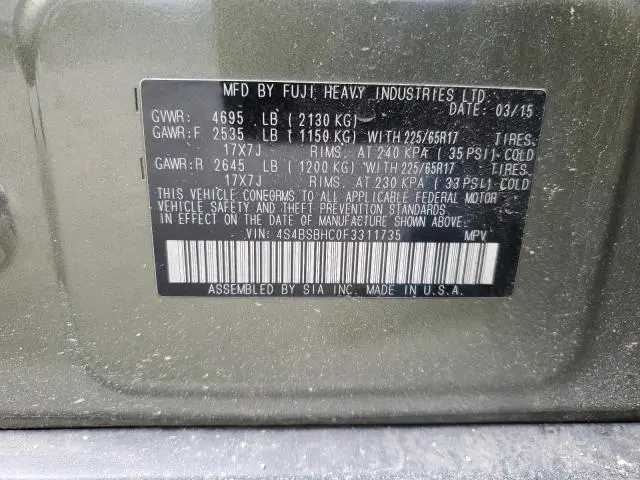 MFD BY FUJI HEAVY INDUSTRIES LTD.
DATE: 03/15
GVWR: 4695 LB ( 2130 KG)
GAWR:F 2535 LB ( 1150 KG) WITH 225/65R17 TIRES.
17X7J RIMS. AT 240 KPA ( 35 PSI) COLD
GAWR:R 2645 LB ( 1200 KG) WITH 225/65R17 TIRES.
17X7J RIMS. AT 230 KPA ( 33 PSI) COLD
THIS VEHICLE CONFORMS TO ALL APPLICABLE FEDERAL MOTOR
VEHICLE SAFETY AND THEFT PREVENTION STANDARDS
IN EFFECT ON THE DATE OF MANUFACTURE SHOWN ABOVE.
VIN: 4S4BSBHC0F3311735 MPV
ASSEMBLED BY SIA INC. MADE IN U.S.A.